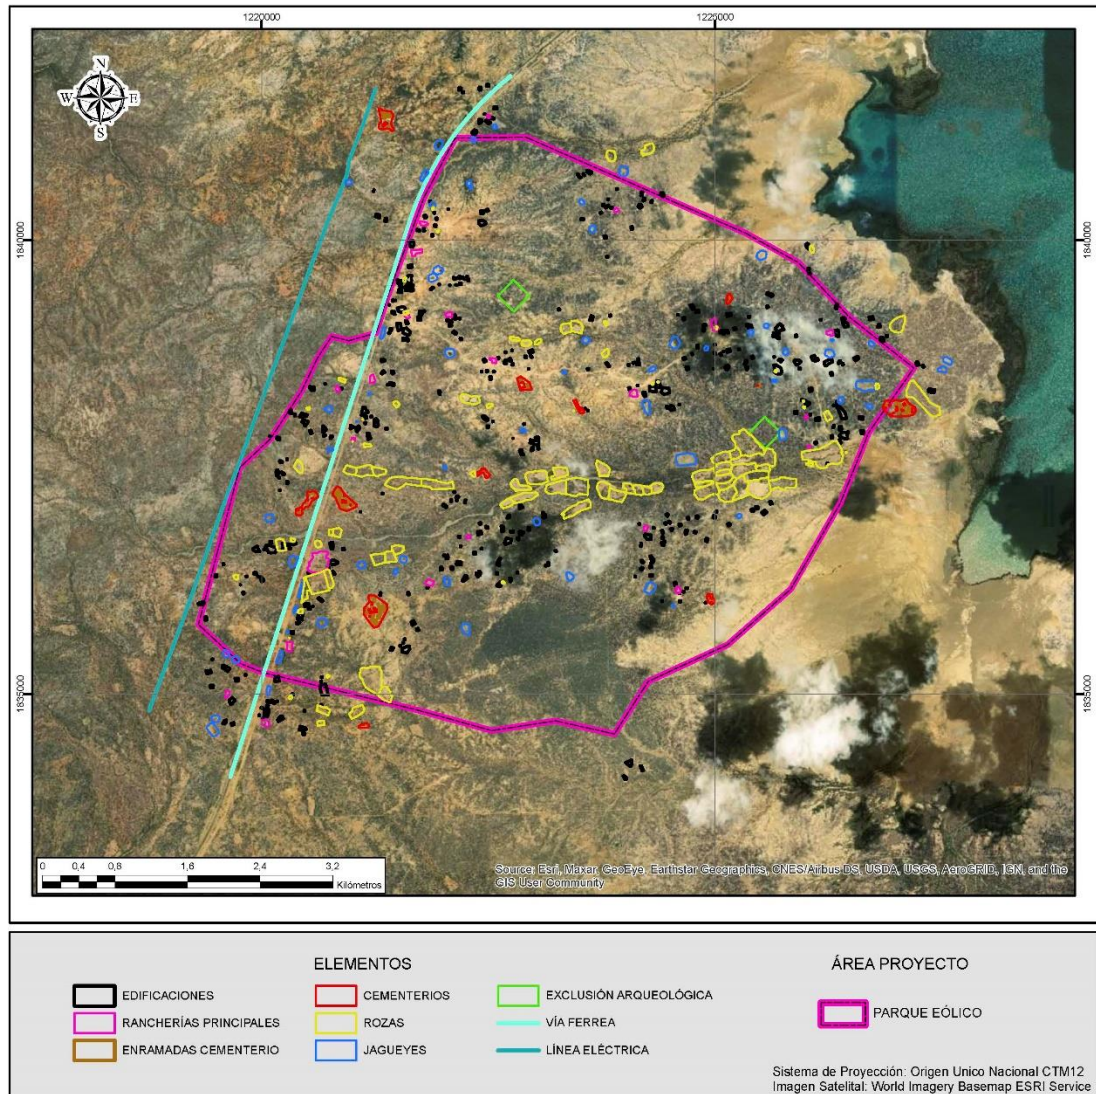 1220000 1225000
N
W E
S
1840000 1840000
1835000 1835000
0 0,4 0,8 1,6 2,4 3,2
Kilómetros
Source: Esri, Maxar, GeoEye, Earthstar Geographics, CNES/Airbus DS, USDA, USGS, AeroGRID, IGN, and the
GIS User Community
ELEMENTOS
EDIFICACIONES
RANCHERÍAS PRINCIPALES
ENRAMADAS CEMENTERIO
CEMENTERIOS
ROZAS
JAGUEYES
EXCLUSIÓN ARQUEOLÓGICA
VÍA FERREA
LÍNEA ELÉCTRICA
ÁREA PROYECTO
PARQUE EÓLICO
Sistema de Proyección: Origen Unico Nacional CTM12
Imagen Satelital: World Imagery Basemap ESRI Service